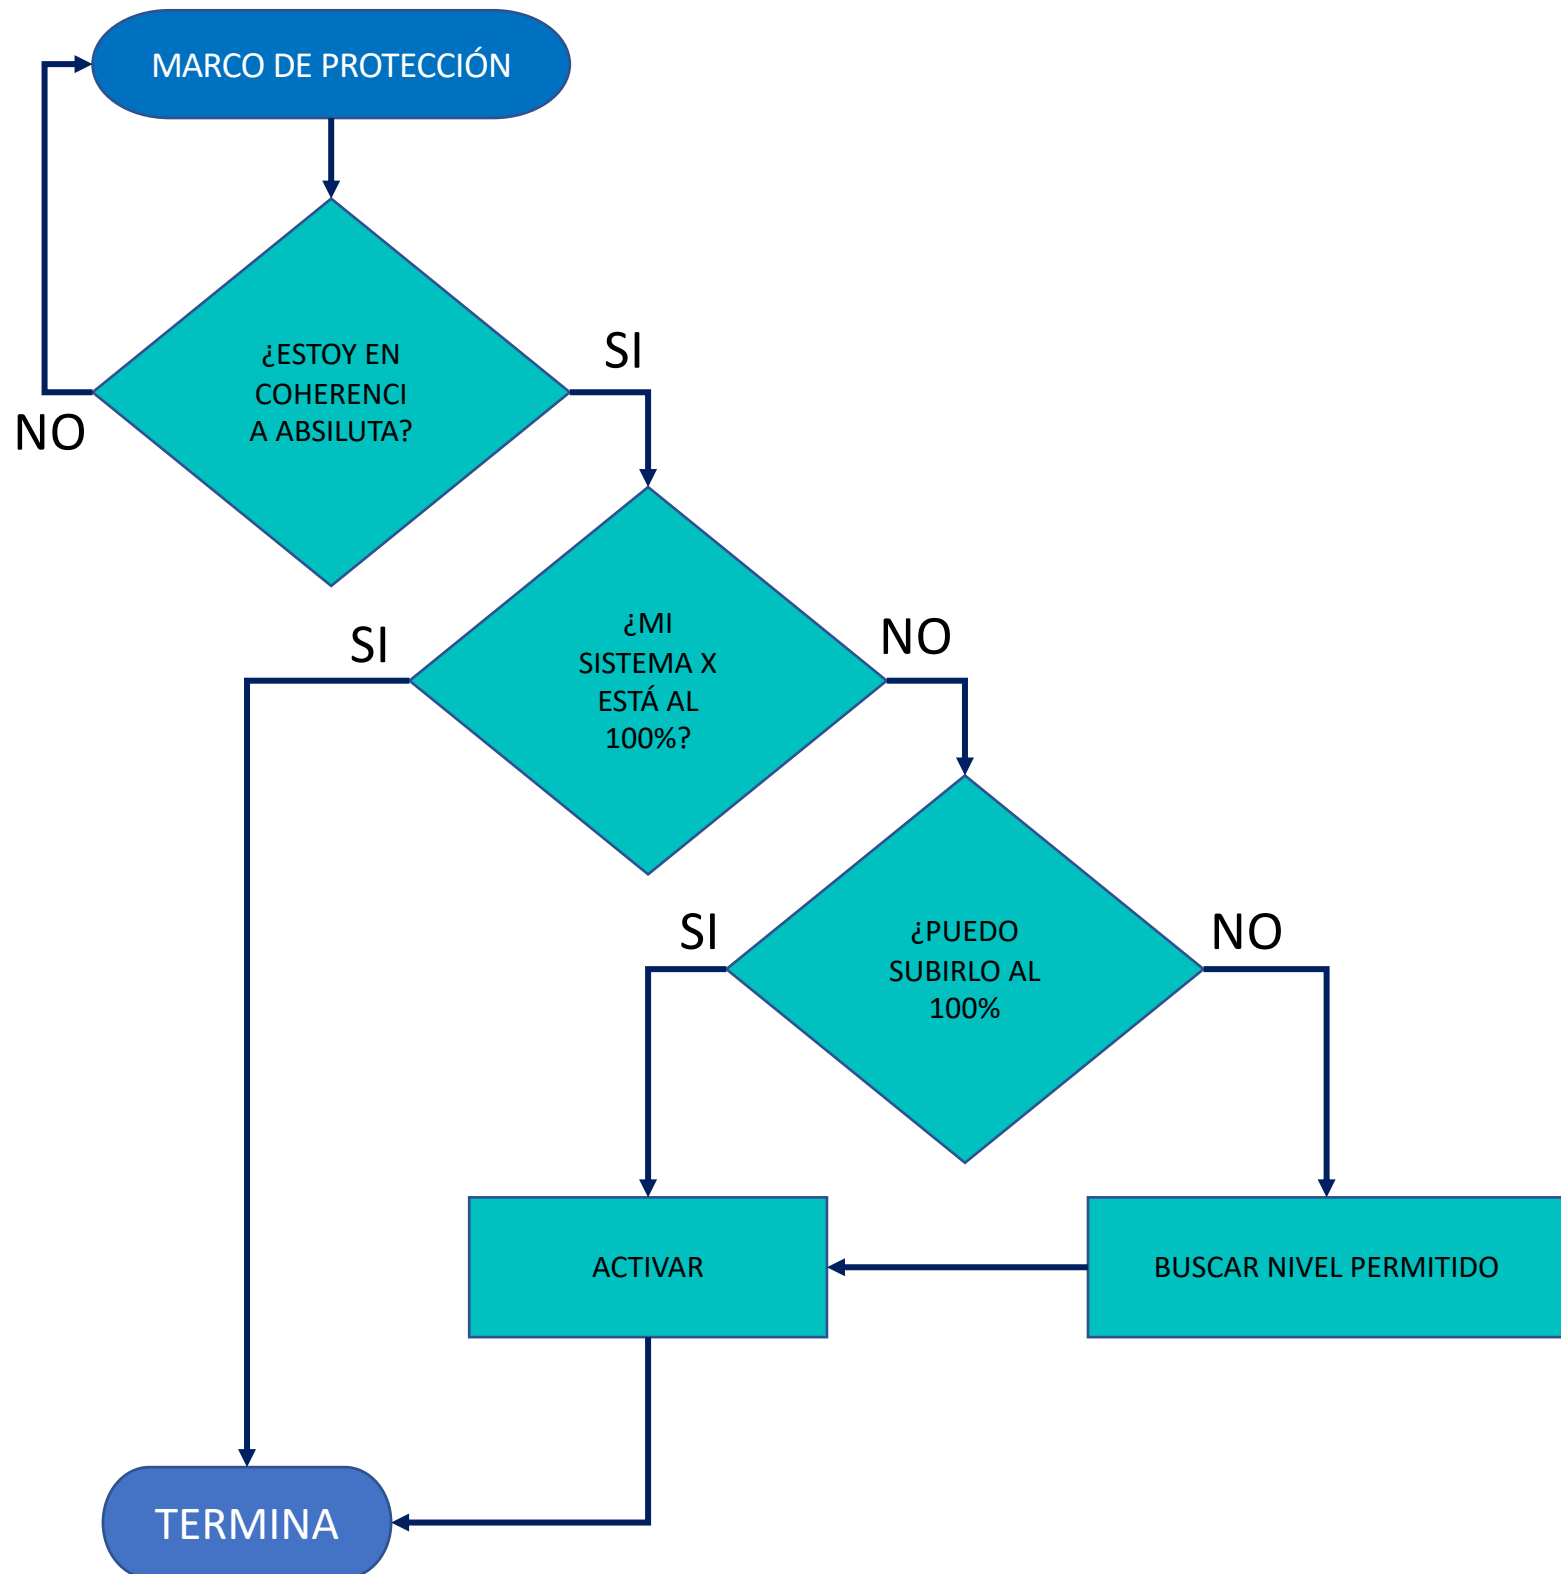 MARCO DE PROTECCIÓN
¿ESTOY EN
COHERENCI
A ABSILUTA?
SI
NO
¿MI
SISTEMA X
ESTÁ AL
100%?
SI
NO
¿PUEDO
SUBIRLO AL
100%
SI
NO
ACTIVAR
BUSCAR NIVEL PERMITIDO
TERMINA